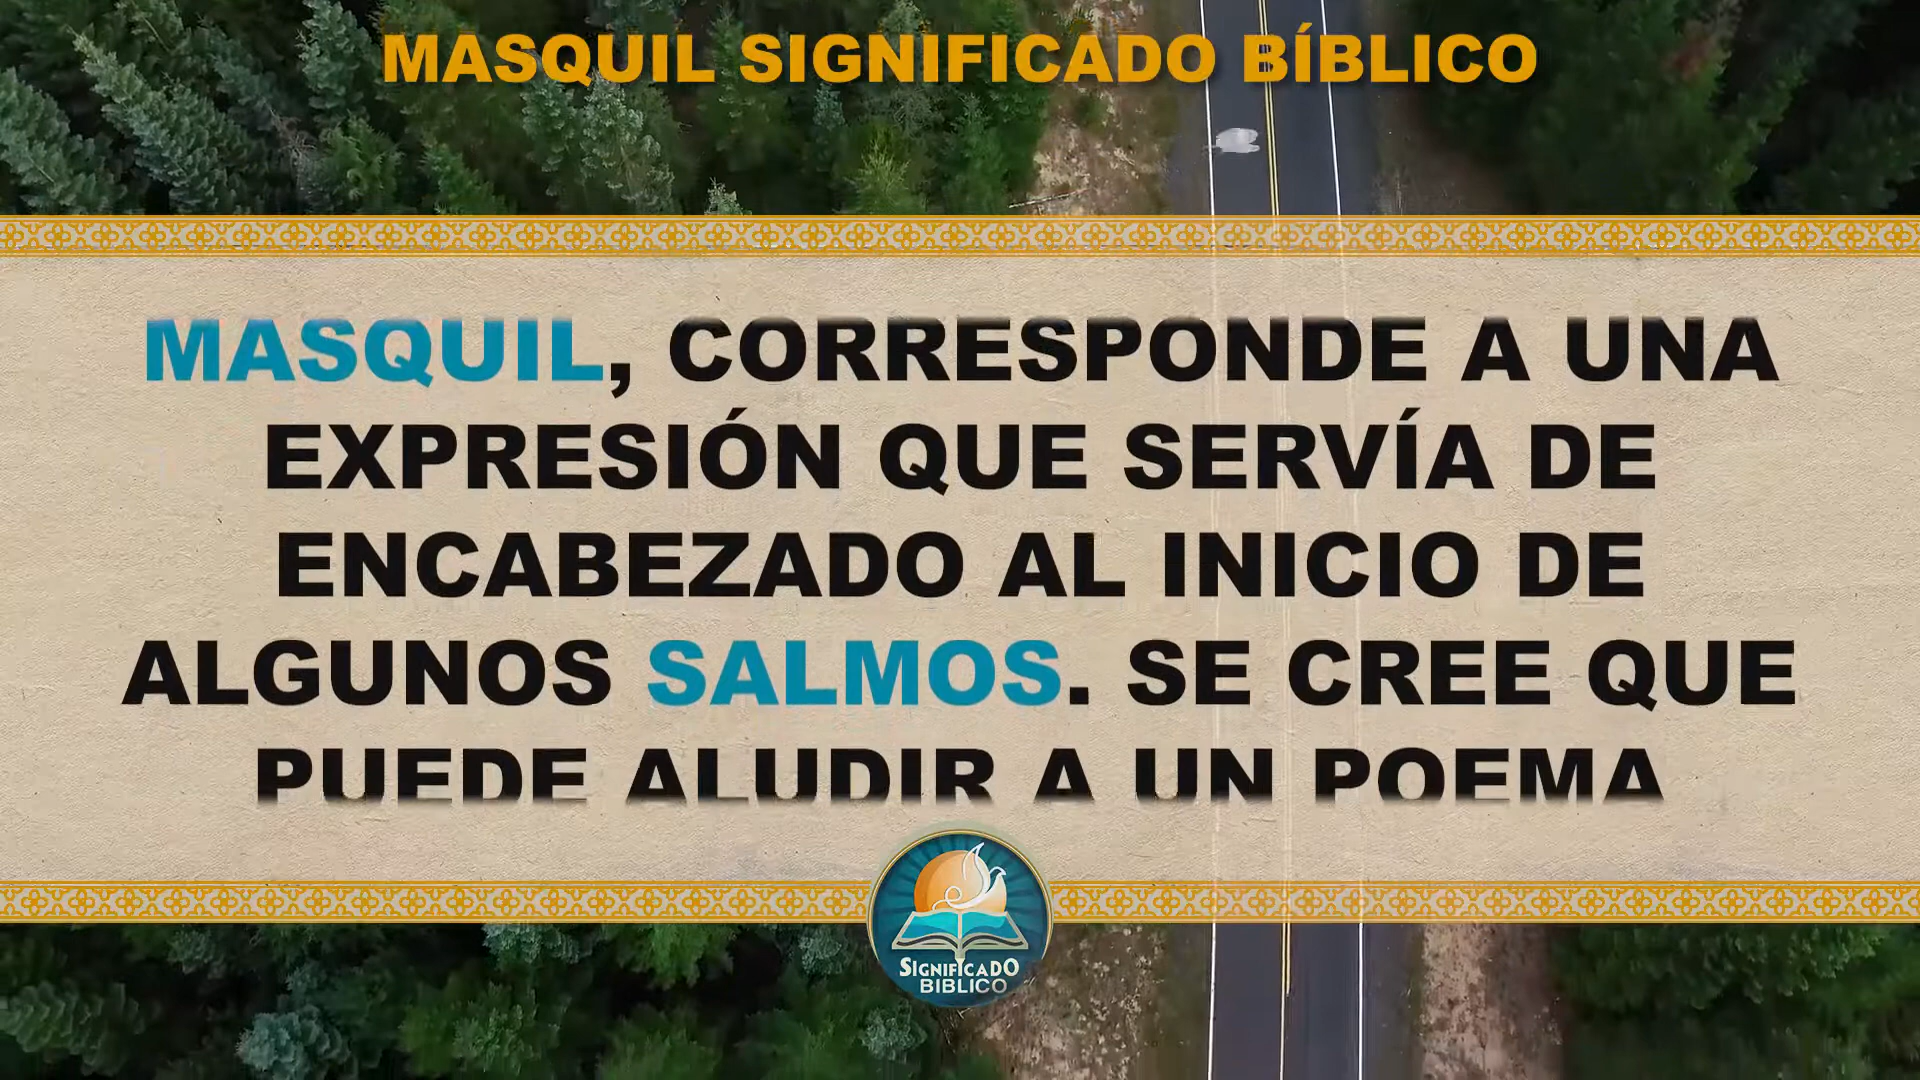 MASQUIL SIGNIFICADO BÍBLICO
MASQUIL, CORRESPONDE A UNA
EXPRESIÓN QUE SERVÍA DE
ENCABEZADO AL INICIO DE
ALGUNOS SALMOS. SE CREE QUE
PUEDE ALUDIR A UN POEMA
SIGNIFICADO
BIBLICO